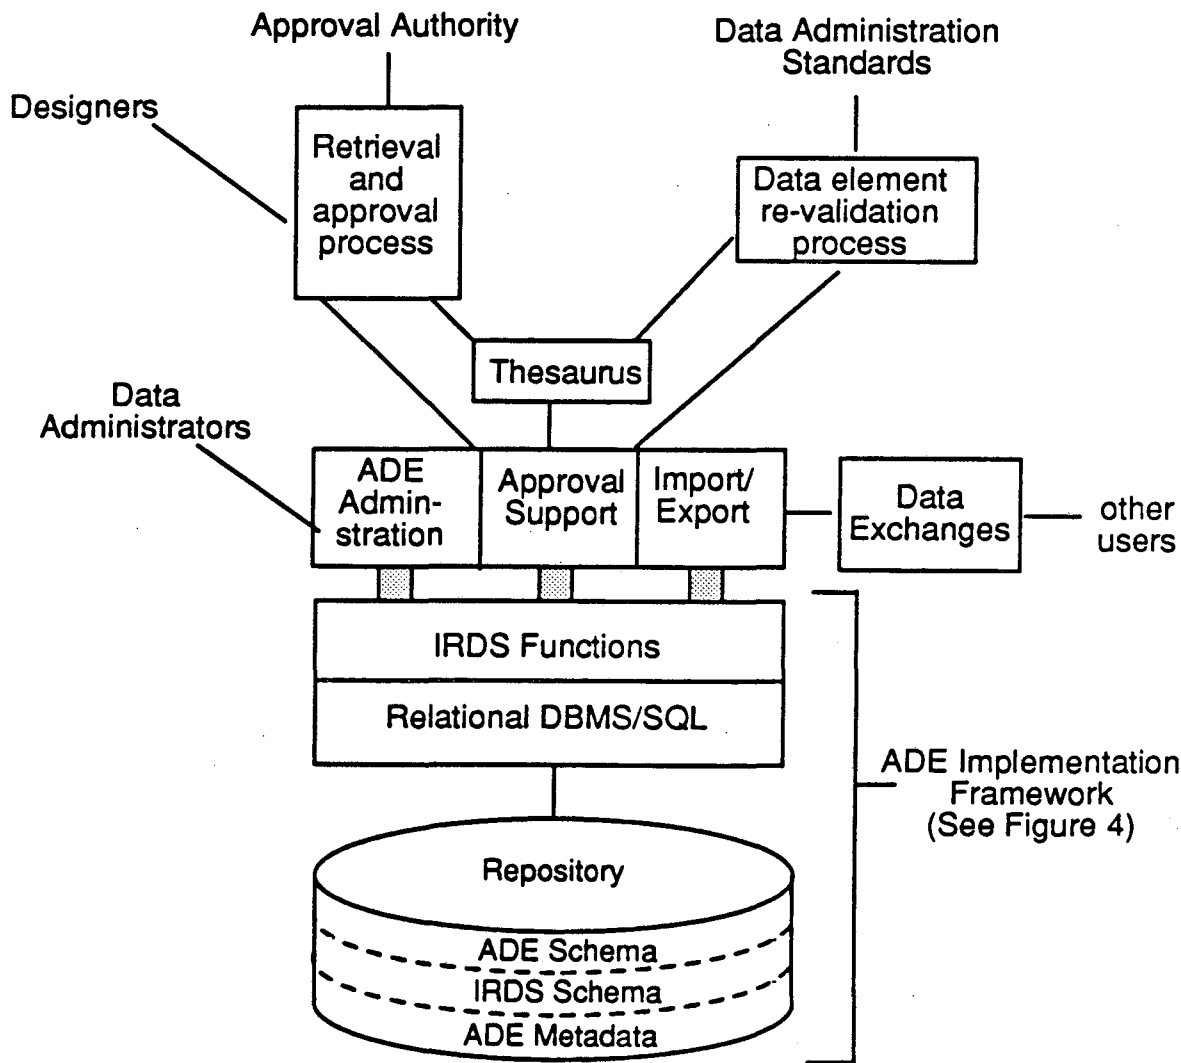 Approval Authority
Data Administration
Standards
Designers
Retrieval
and
approval
process
Data element
re-validation
process
Thesaurus
Data
Administrators
ADE
Admin-
stration
Approval
Support
Import/
Export
Data
Exchanges
other
users
IRDS Functions
Relational DBMS/SQL
ADE Implementation
Framework
(See Figure 4)
Repository
ADE Schema
IRDS Schema
ADE Metadata